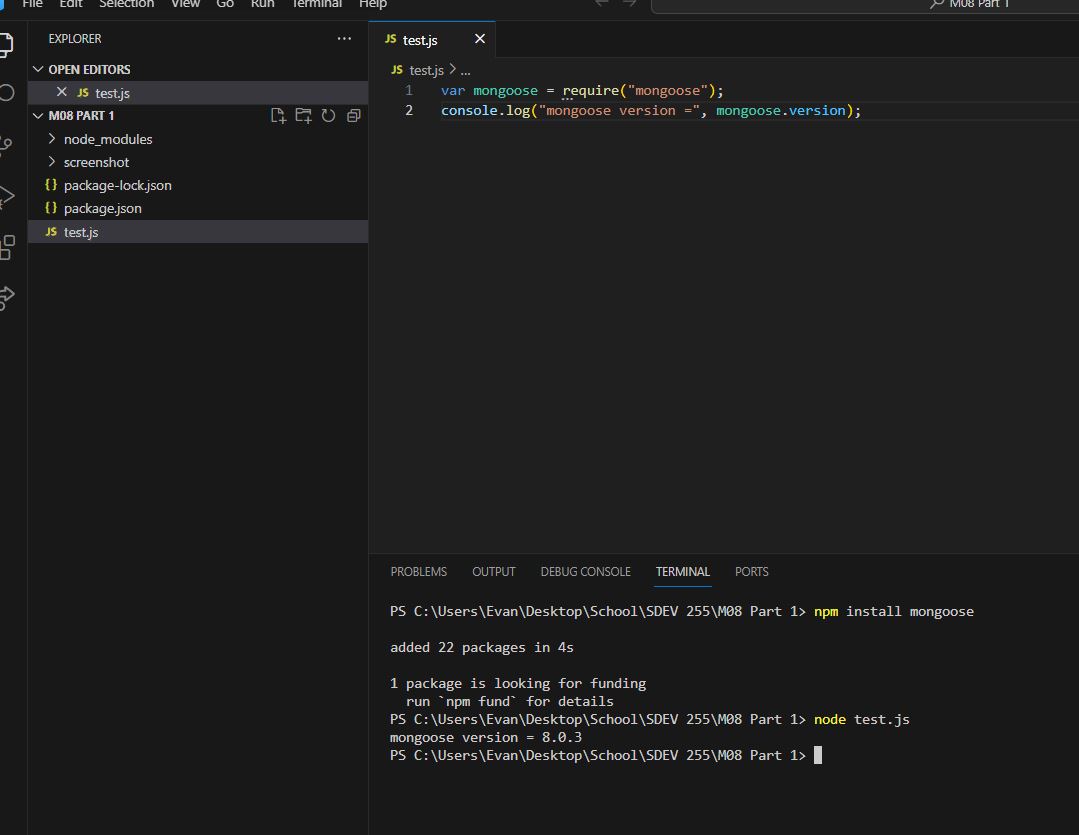 File Edit Selection View Go Run Terminal Help M08 Part 1
EXPLORER ...
OPEN EDITORS
JS test.js
M08 PART 1
node_modules
screenshot
{} package-lock.json
{} package.json
JS test.js
JS test.js
JS test.js > ...
1 var mongoose = require("mongoose");
2 console.log("mongoose version =", mongoose.version);
PROBLEMS OUTPUT DEBUG CONSOLE TERMINAL PORTS
PS C:\Users\Evan\Desktop\School\SDEV 255\M08 Part 1> npm install mongoose
added 22 packages in 4s
1 package is looking for funding
run `npm fund` for details
PS C:\Users\Evan\Desktop\School\SDEV 255\M08 Part 1> node test.js
mongoose version = 8.0.3
PS C:\Users\Evan\Desktop\School\SDEV 255\M08 Part 1>